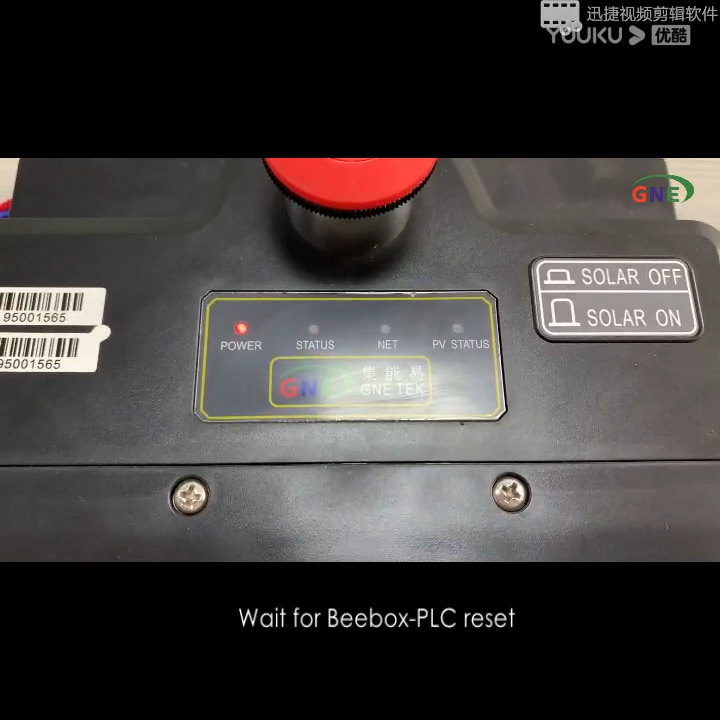 迅捷视频剪辑软件
YOUKU 优酷
GNE
SOLAR OFF
SOLAR ON
95001565
95001565
POWER
STATUS
NET
PV STATUS
GNE
集能易
GNE TEK
Wait for Beebox-PLC reset